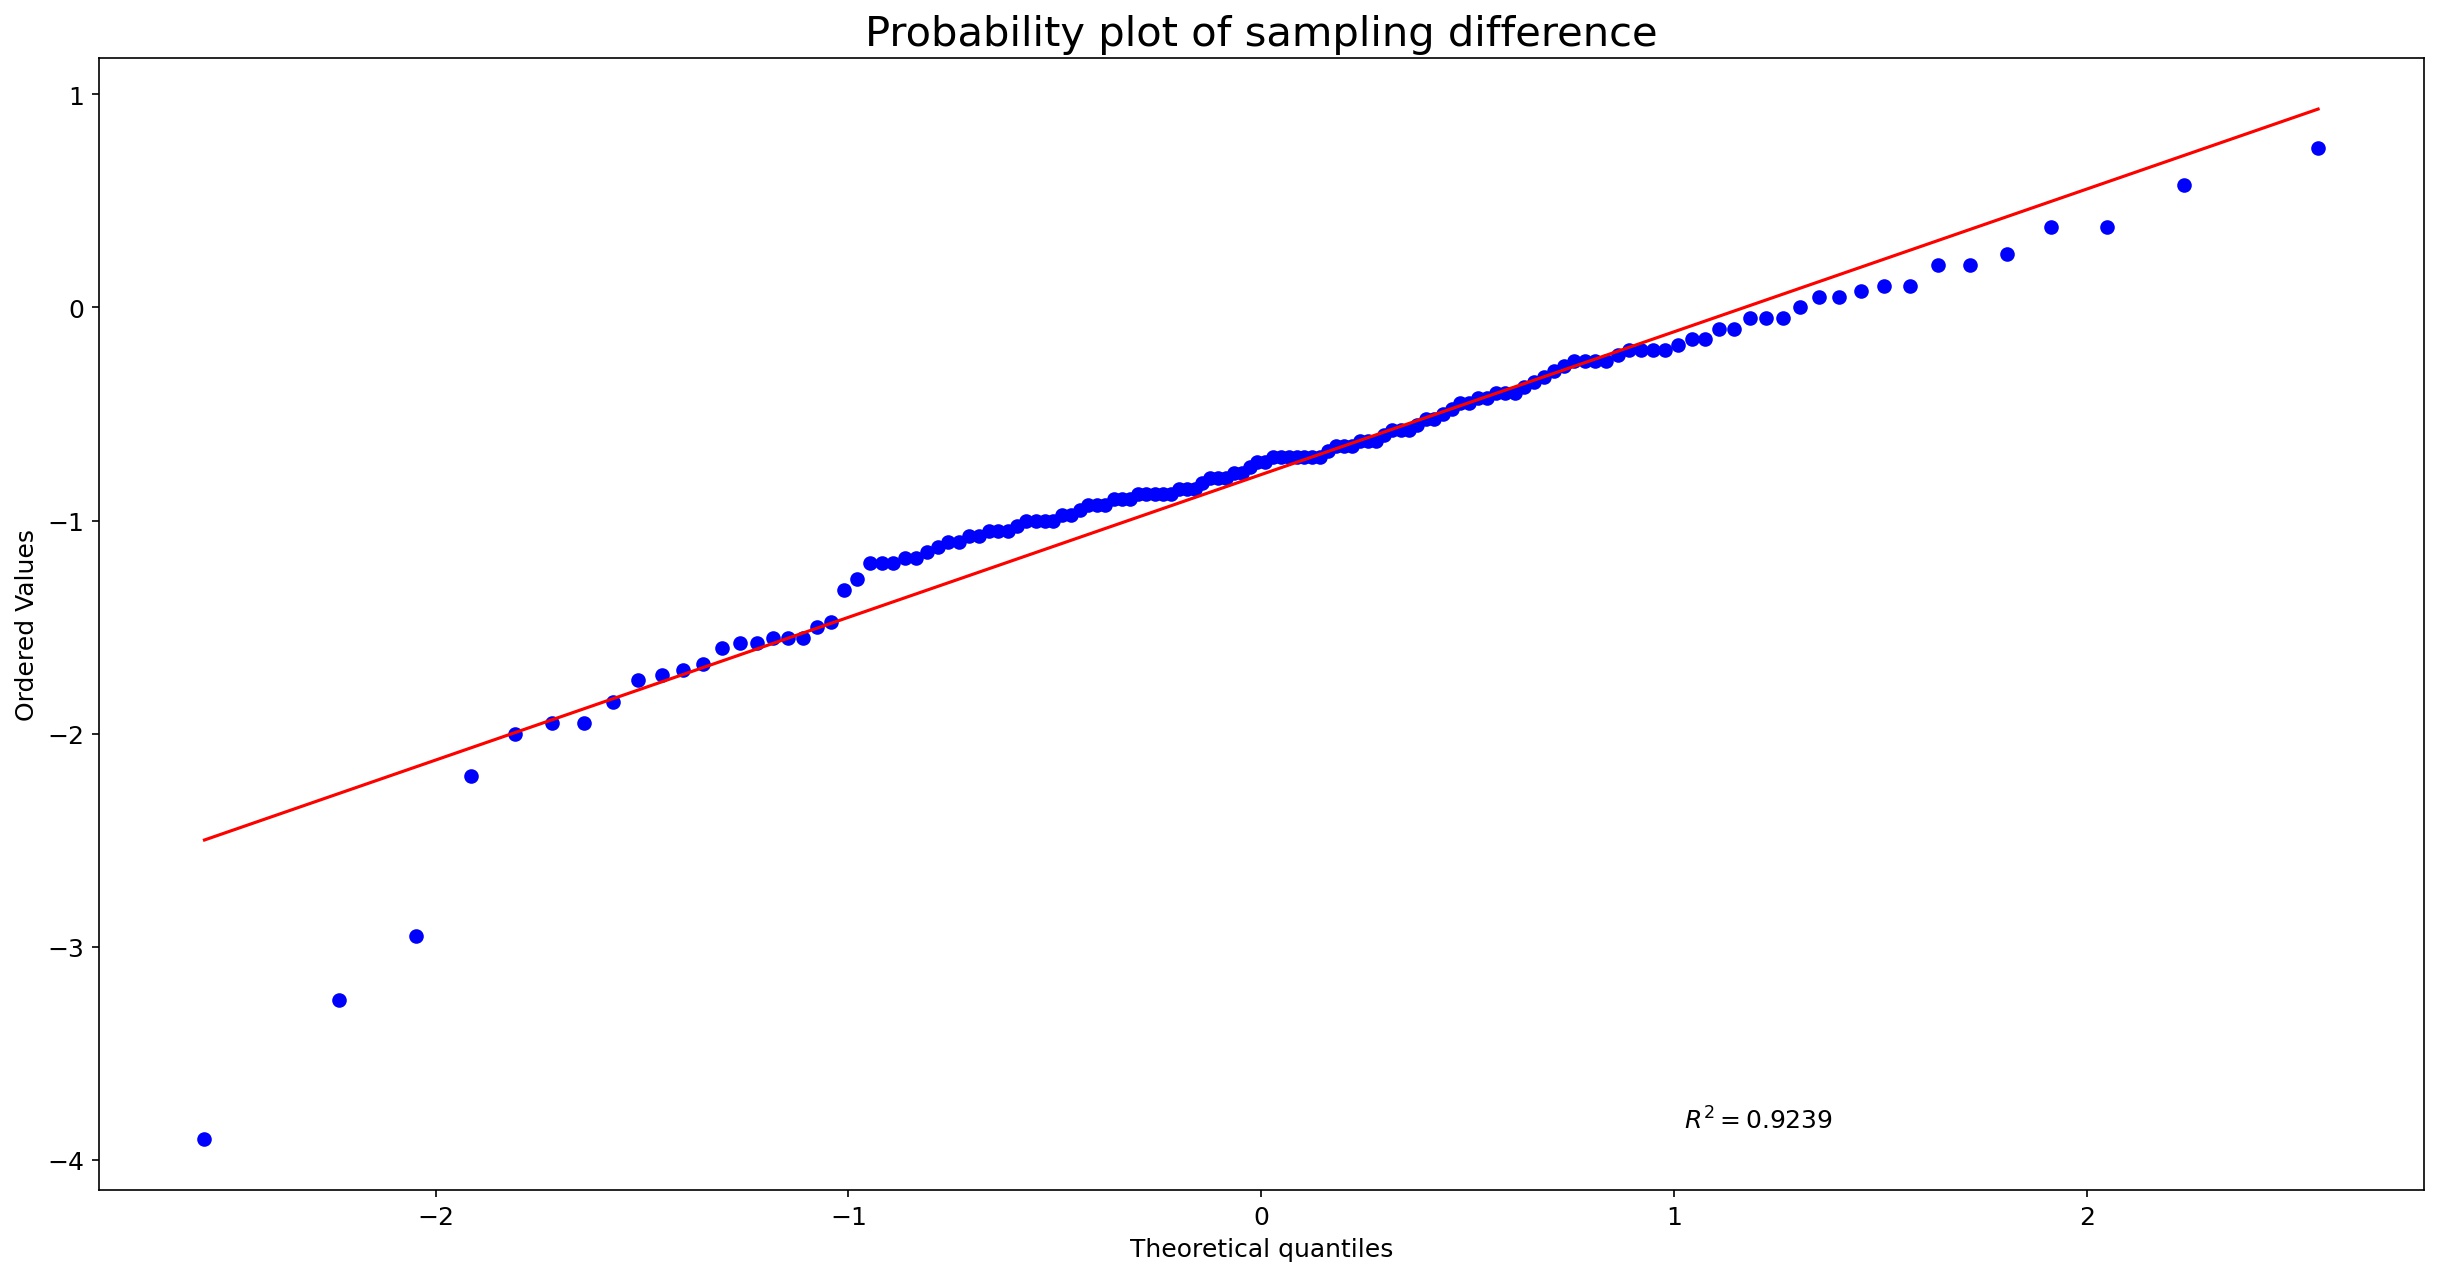 Probability plot of sampling difference
1
0
−1
−2
−3
−4
Ordered Values
R² = 0.9239
−2
−1
0
1
2
Theoretical quantiles